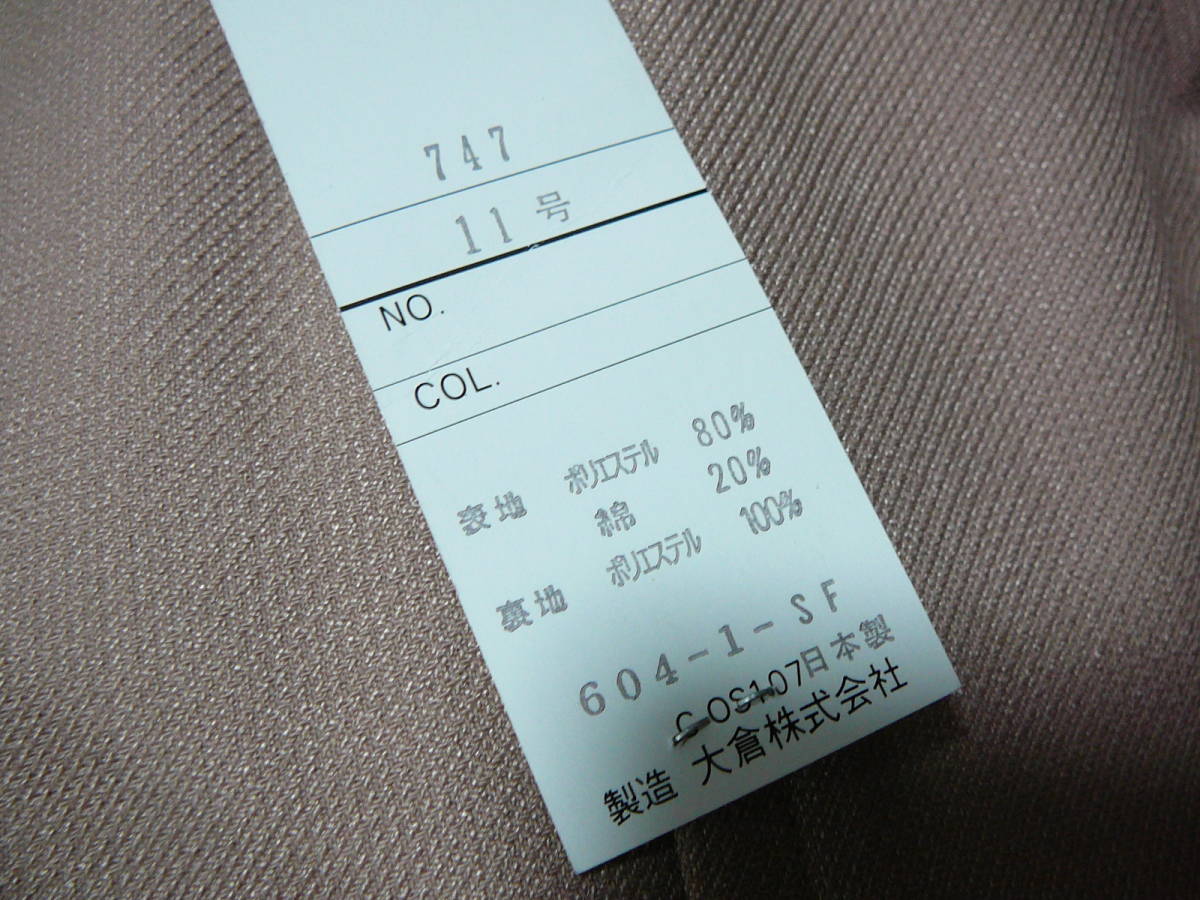 747
11号
NO.
COL.
表地 ポリエステル 80%
綿 20%
裏地 ポリエステル 100%
604-1-SF
C-OS107日本製
製造 大倉株式会社